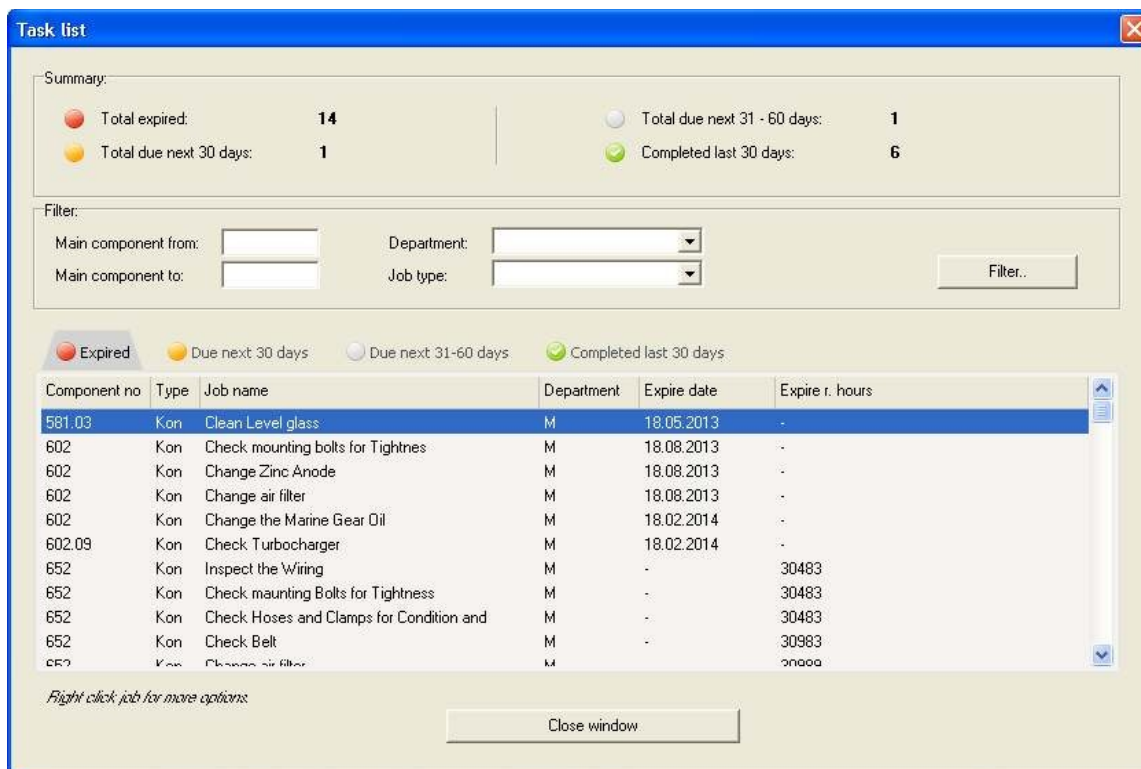 Task list
Summary:
Total expired: 14 Total due next 31 - 60 days: 1
Total due next 30 days: 1 Completed last 30 days: 6
Filter:
Main component from: Department:
Main component to: Job type: Filter..
Expired Due next 30 days Due next 31-60 days Completed last 30 days
Component no Type Job name Department Expire date Expire r. hours
581.03 Kon Clean Level glass M 18.05.2013 -
602 Kon Check mounting bolts for Tightnes M 18.08.2013 -
602 Kon Change Zinc Anode M 18.08.2013 -
602 Kon Change air filter M 18.08.2013 -
602 Kon Change the Marine Gear Oil M 18.02.2014 -
602.09 Kon Check Turbocharger M 18.02.2014 -
652 Kon Inspect the Wiring M - 30483
652 Kon Check maunting Bolts for Tightness M - 30483
652 Kon Check Hoses and Clamps for Condition and M - 30483
652 Kon Check Belt M - 30983
652 Kon Change air filter M
Right click job for more options.
Close window